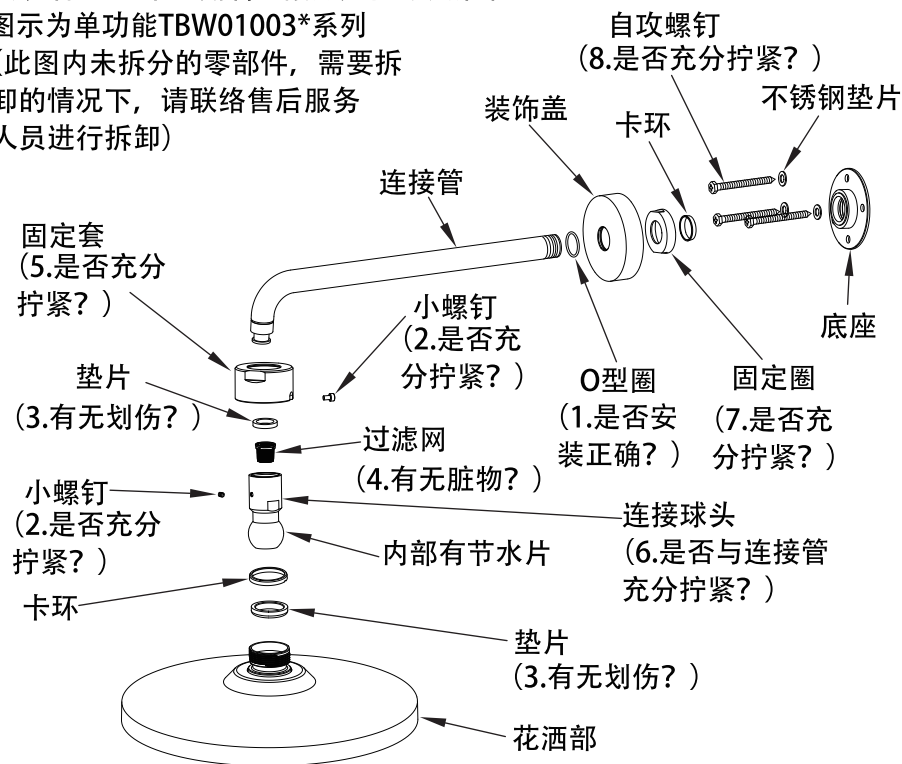 图示为单功能TBW01003*系列
(此图内未拆分的零部件，需要拆
卸的情况下，请联络售后服务
人员进行拆卸)
自攻螺钉
(8.是否充分拧紧？)
不锈钢垫片
装饰盖
卡环
连接管
固定套
(5.是否充分
拧紧？)
小螺钉
(2.是否充
分拧紧？)
底座
垫片
(3.有无划伤？)
O型圈
(1.是否安
装正确？)
固定圈
(7.是否充
分拧紧？)
过滤网
(4.有无脏物？)
小螺钉
(2.是否充分
拧紧？)
连接球头
(6.是否与连接管
充分拧紧？)
内部有节水片
卡环
垫片
(3.有无划伤？)
花洒部